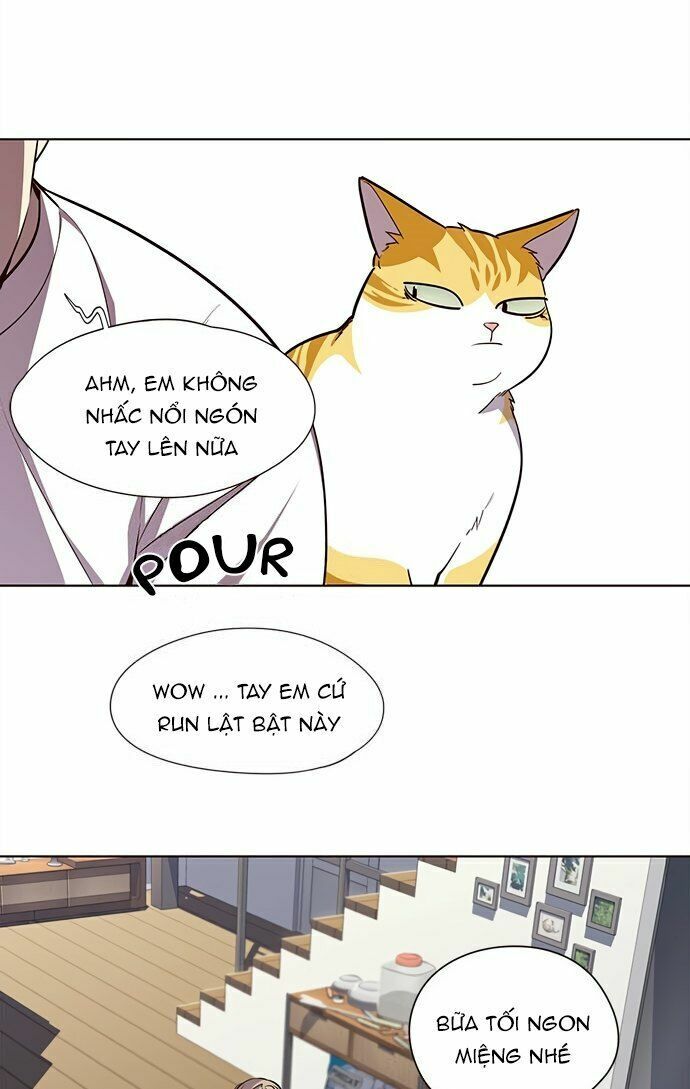 AHM, EM KHÔNG
NHẤC NỔI NGÓN
TAY LÊN NỮA
POUR
WOW ... TAY EM CỨ
RUN LẬT BẬT NÀY
BỮA TỐI NGON
MIỆNG NHÉ